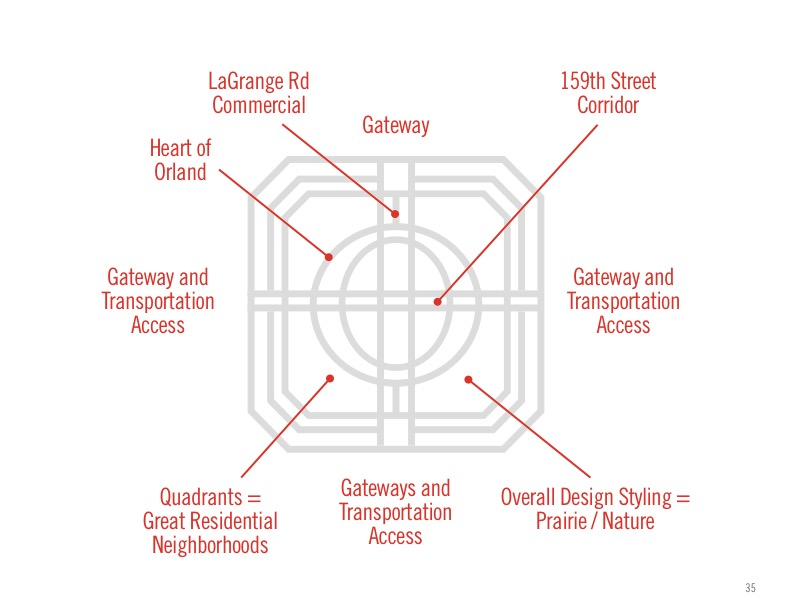 LaGrange Rd
Commercial
159th Street
Corridor
Gateway
Heart of
Orland
Gateway and
Transportation
Access
Gateway and
Transportation
Access
Quadrants =
Great Residential
Neighborhoods
Gateways and
Transportation
Access
Overall Design Styling =
Prairie / Nature
35